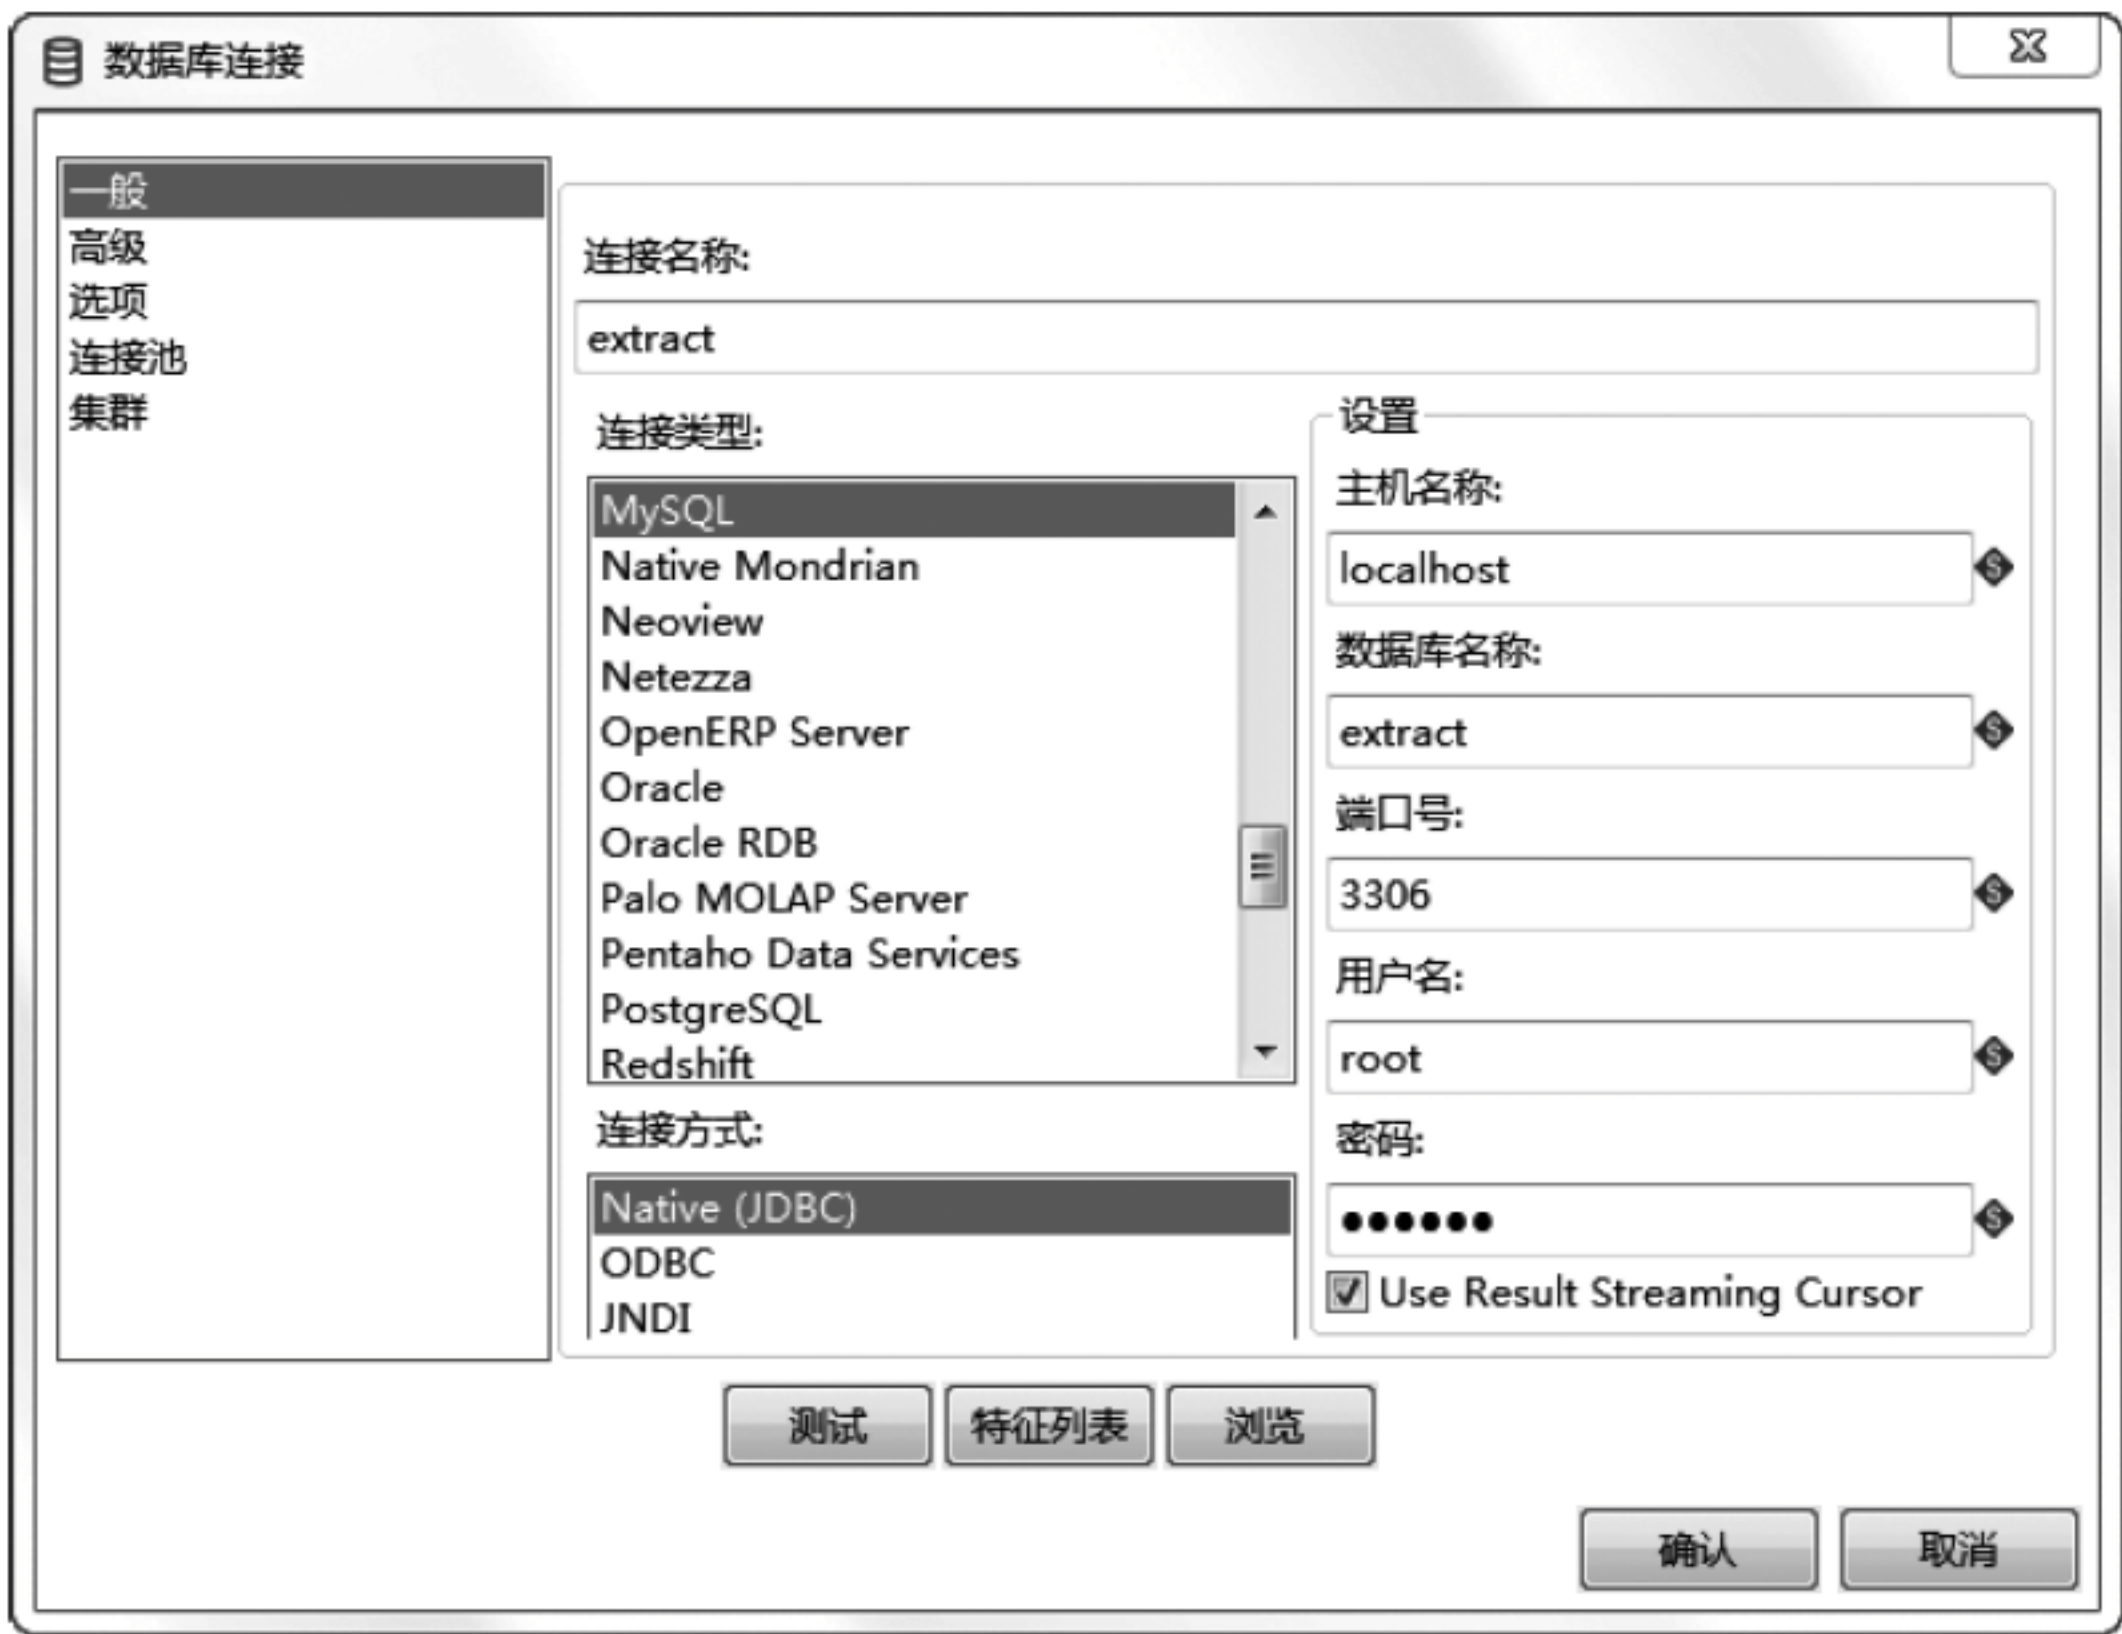 数据库连接
一般
高级
选项
连接池
集群
连接名称:
extract
连接类型:
MySQL
Native Mondrian
Neoview
Netezza
OpenERP Server
Oracle
Oracle RDB
Palo MOLAP Server
Pentaho Data Services
PostgreSQL
Redshift
连接方式:
Native (JDBC)
ODBC
JNDI
设置
主机名称:
localhost
数据库名称:
extract
端口号:
3306
用户名:
root
密码:
●●●●●●
Use Result Streaming Cursor
测试 特征列表 浏览
确认 取消